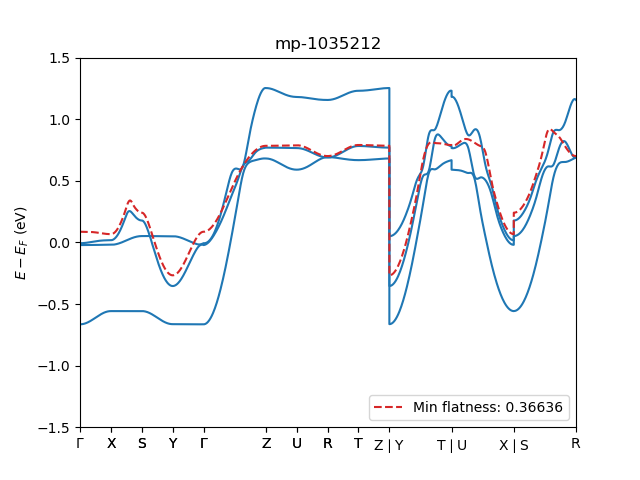 mp-1035212
E − E_F (eV)
1.5
1.0
0.5
0.0
−0.5
−1.0
−1.5
Min flatness: 0.36636
Γ X S Y Γ Z U R T Z | Y T | U X | S R